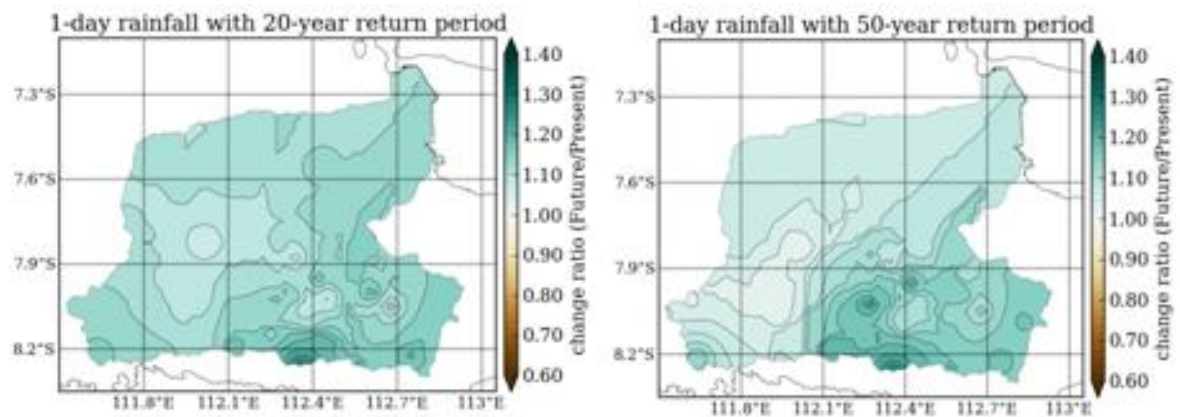 1-day rainfall with 20-year return period
7.3°S
7.6°S
7.9°S
8.2°S
111.8°E 112.1°E 112.4°E 112.7°E 113°E
1.40
1.30
1.20
1.10
1.00
0.90
0.80
0.70
0.60
change ratio (Future/Present)
1-day rainfall with 50-year return period
7.3°S
7.6°S
7.9°S
8.2°S
111.8°E 112.1°E 112.4°E 112.7°E 113°E
1.40
1.30
1.20
1.10
1.00
0.90
0.80
0.70
0.60
change ratio (Future/Present)